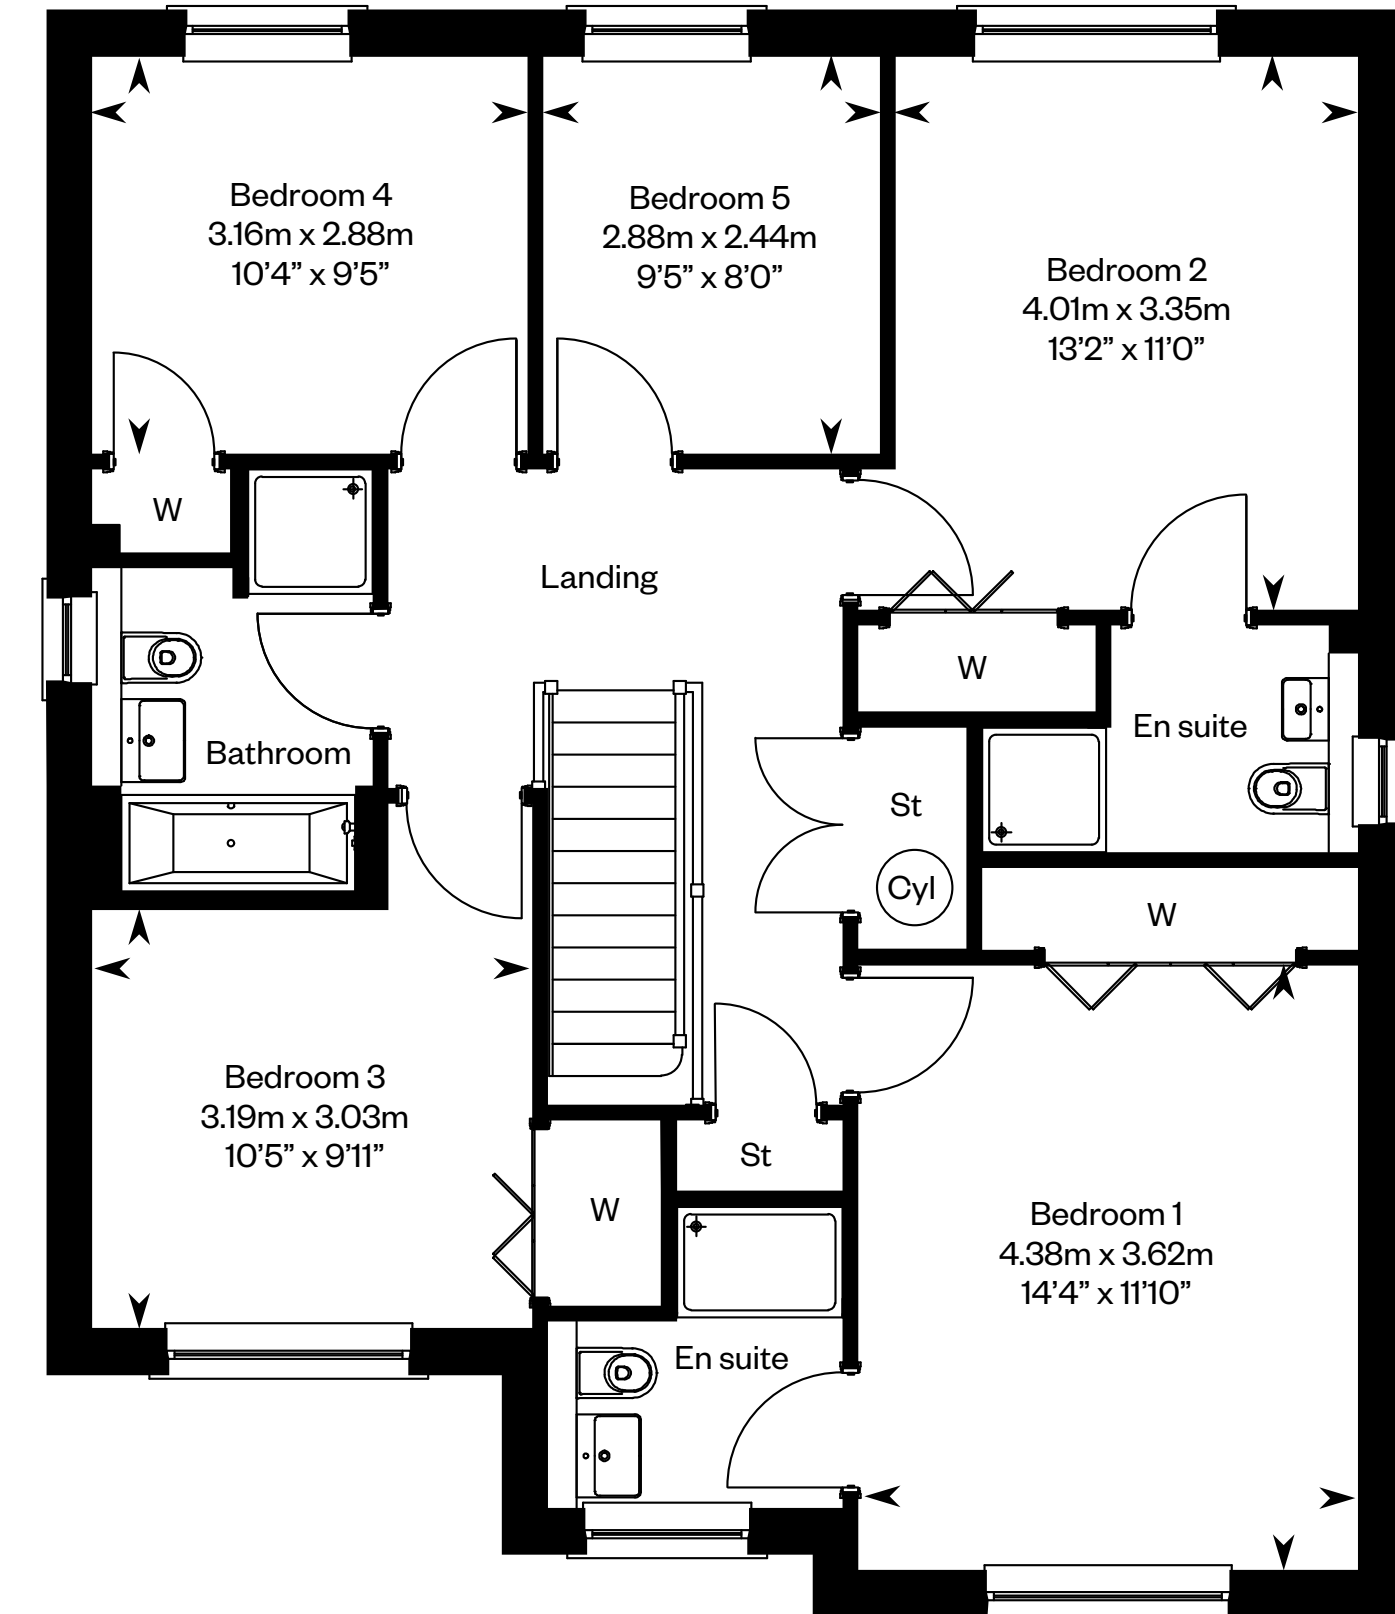 Bedroom 4
3.16m x 2.88m
10’4” x 9’5”
Bedroom 5
2.88m x 2.44m
9’5” x 8’0”
Bedroom 2
4.01m x 3.35m
13’2” x 11’0”
W
Landing
W
En suite
Bathroom
St
Cyl
W
Bedroom 3
3.19m x 3.03m
10’5” x 9’11”
St
W
Bedroom 1
4.38m x 3.62m
14’4” x 11’10”
En suite